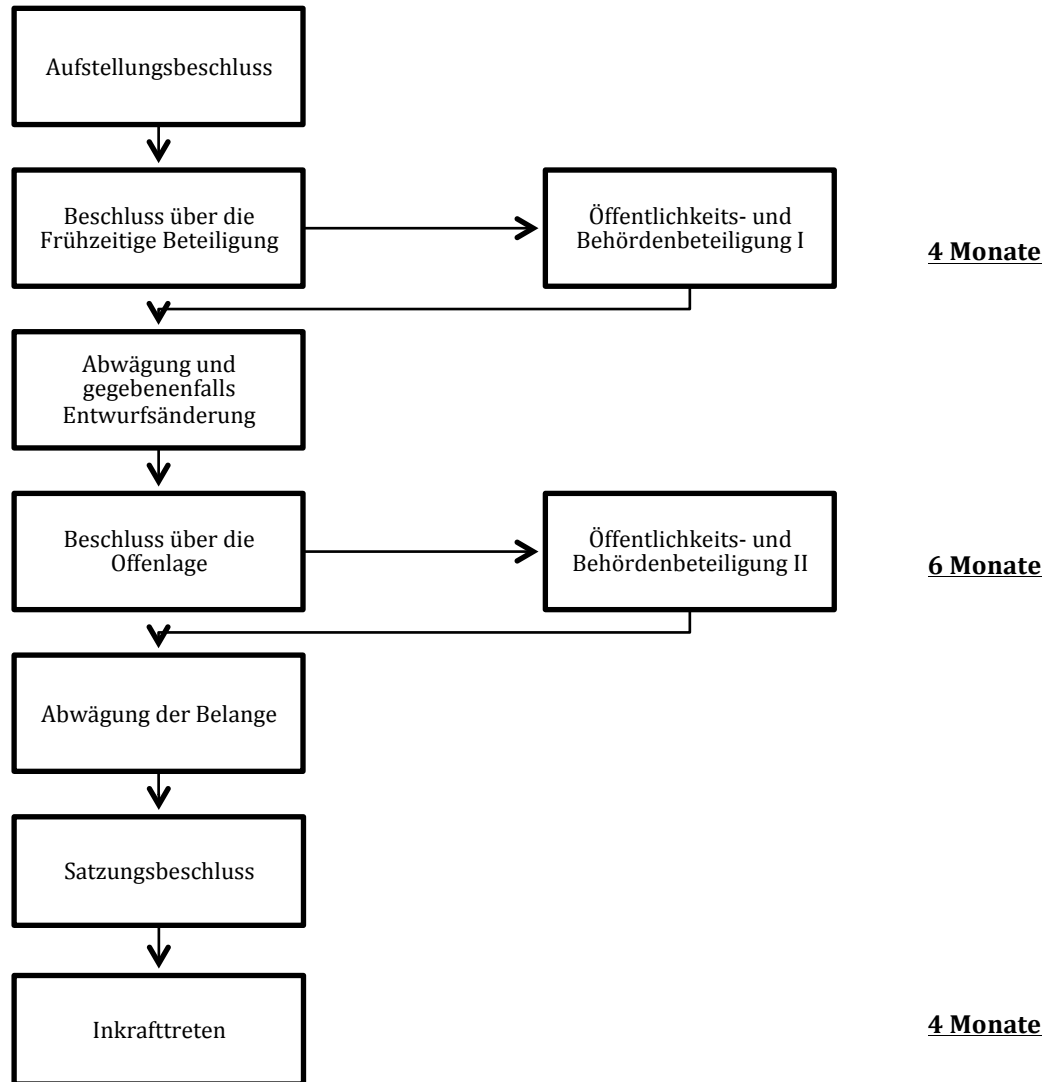 Aufstellungsbeschluss
Beschluss über die
Frühzeitige Beteiligung
Öffentlichkeits- und
Behördenbeteiligung I
4 Monate
Abwägung und
gegebenenfalls
Entwurfsänderung
Beschluss über die
Offenlage
Öffentlichkeits- und
Behördenbeteiligung II
6 Monate
Abwägung der Belange
Satzungsbeschluss
Inkrafttreten
4 Monate